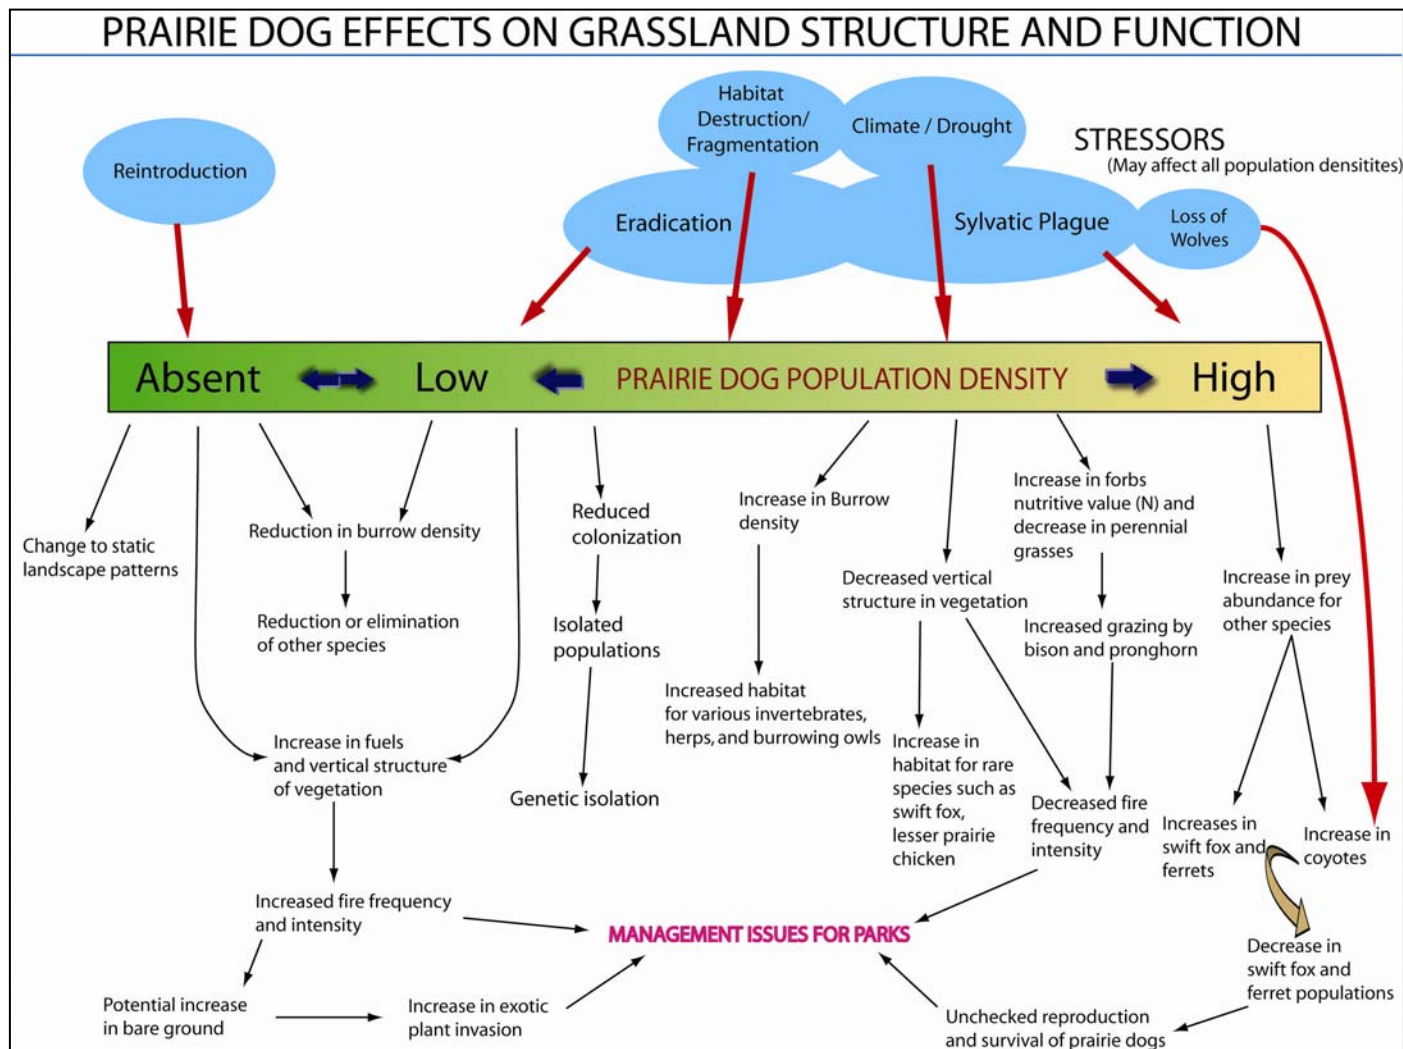 PRAIRIE DOG EFFECTS ON GRASSLAND STRUCTURE AND FUNCTION
Reintroduction
Habitat
Destruction/
Fragmentation
Climate / Drought
STRESSORS
(May affect all population densitites)
Eradication
Sylvatic Plague
Loss of
Wolves
Absent
Low
PRAIRIE DOG POPULATION DENSITY
High
Change to static
landscape patterns
Reduction in burrow density
Reduction or elimination
of other species
Reduced
colonization
Isolated
populations
Genetic isolation
Increase in fuels
and vertical structure
of vegetation
Increased fire frequency
and intensity
Potential increase
in bare ground
Increase in exotic
plant invasion
Increase in Burrow
density
Increased habitat
for various invertebrates,
herps, and burrowing owls
Decreased vertical
structure in vegetation
Increase in
habitat for rare
species such as
swift fox,
lesser prairie
chicken
Increase in forbs
nutritive value (N) and
decrease in perennial
grasses
Increased grazing by
bison and pronghorn
Decreased fire
frequency and
intensity
Increase in prey
abundance for
other species
Increases in
swift fox and
ferrets
Increase in
coyotes
Decrease in
swift fox and
ferret populations
Unchecked reproduction
and survival of prairie dogs
MANAGEMENT ISSUES FOR PARKS